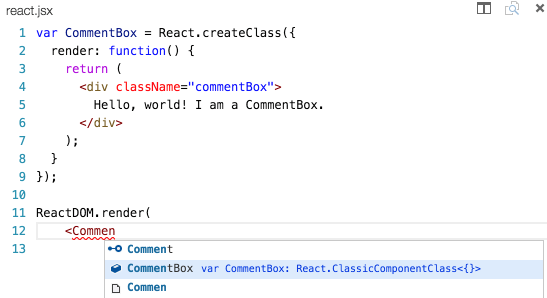 react.jsx
1 var CommentBox = React.createClass({
2   render: function() {
3     return (
4       <div className="commentBox">
5         Hello, world! I am a CommentBox.
6       </div>
7     );
8   }
9 });
10
11 ReactDOM.render(
12     <Commen
13
Comment
CommentBox var CommentBox: React.ClassicComponentClass<{}>
Commen